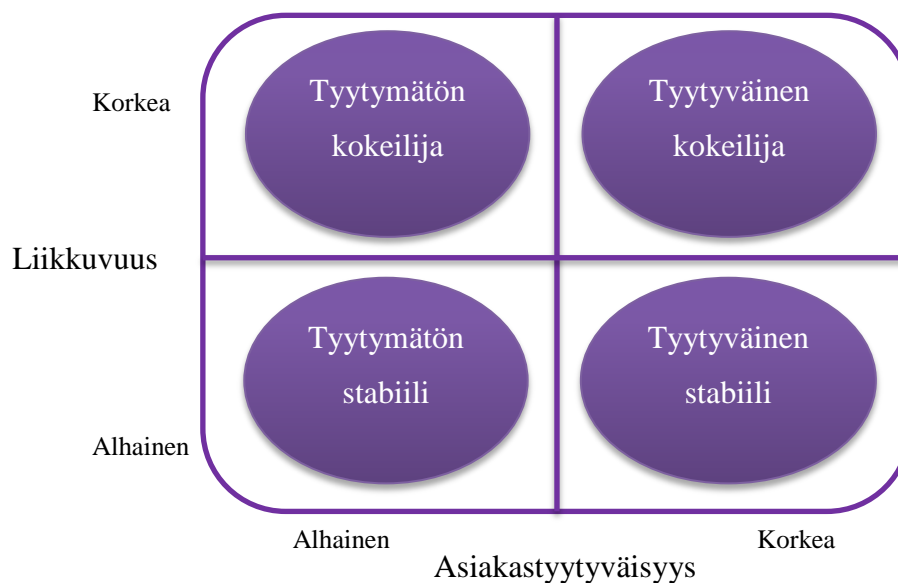 Korkea
Tyytymätön
kokeilija
Tyytyväinen
kokeilija
Liikkuvuus
Tyytymätön
stabiili
Tyytyväinen
stabiili
Alhainen
Alhainen
Korkea
Asiakastyytyväisyys